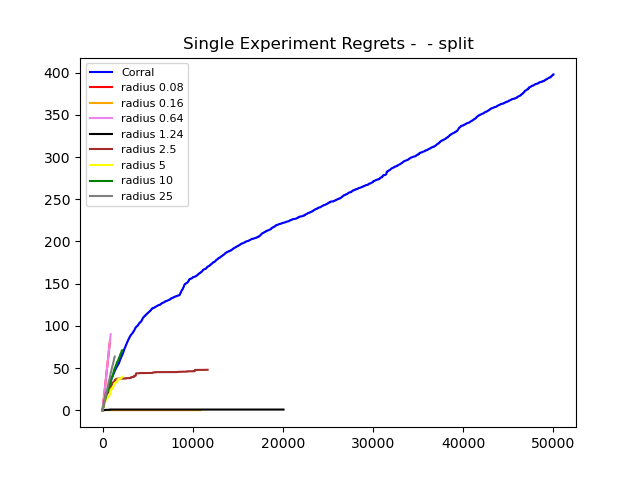 Single Experiment Regrets -  - split
400
350
300
250
200
150
100
50
0
Corral
radius 0.08
radius 0.16
radius 0.64
radius 1.24
radius 2.5
radius 5
radius 10
radius 25
0 10000 20000 30000 40000 50000